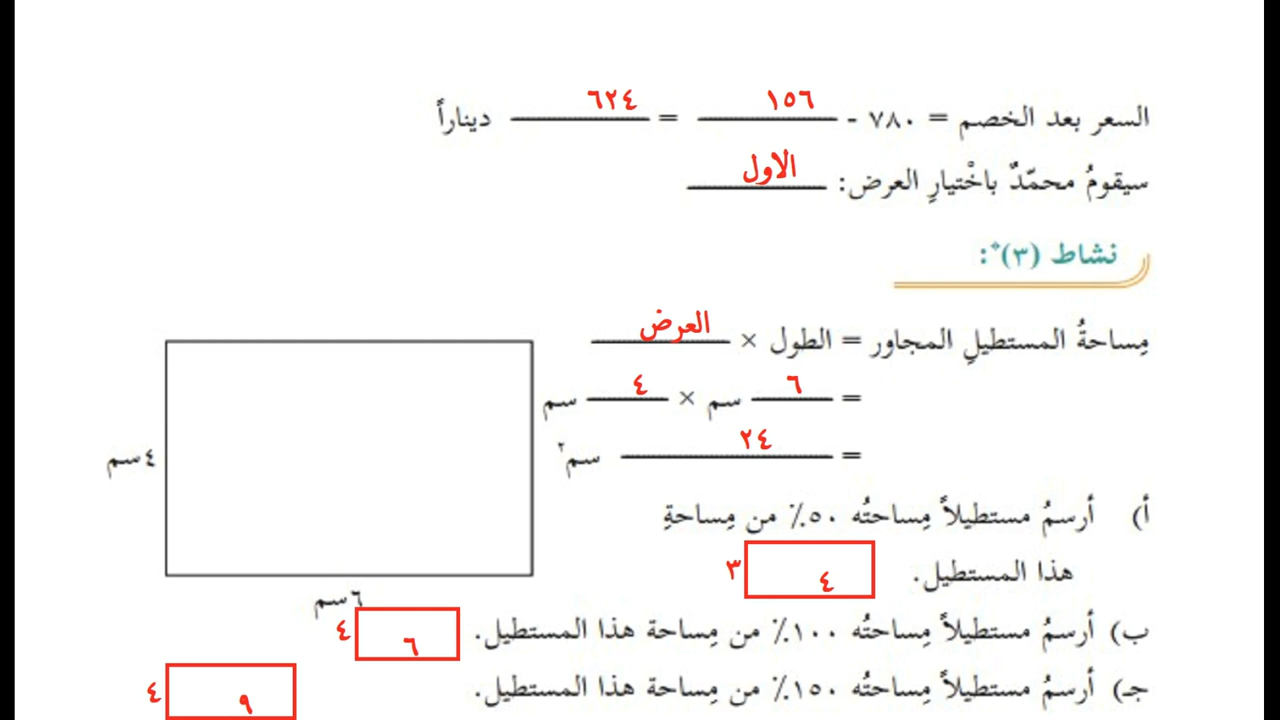 السعر بعد الخصم = ٧٨٠ - ١٥٦ = ٦٢٤ ديناراً
سيقومُ محمّدٌ باخْتيارِ العرض: الاول
نشاط (٣)*:
مِساحةُ المستطيلِ المجاور = الطول × العرض
= ٦ سم × ٤ سم
= ٢٤ سم٢
٤ سم
٦ سم
أ) أرسمُ مستطيلاً مِساحتُه ٥٠٪ من مِساحةِ
هذا المستطيل. ٤ ٣
ب) أرسمُ مستطيلاً مِساحتُه ١٠٠٪ من مِساحة هذا المستطيل. ٦ ٤
جـ) أرسمُ مستطيلاً مِساحتُه ١٥٠٪ من مِساحة هذا المستطيل. ٩ ٤